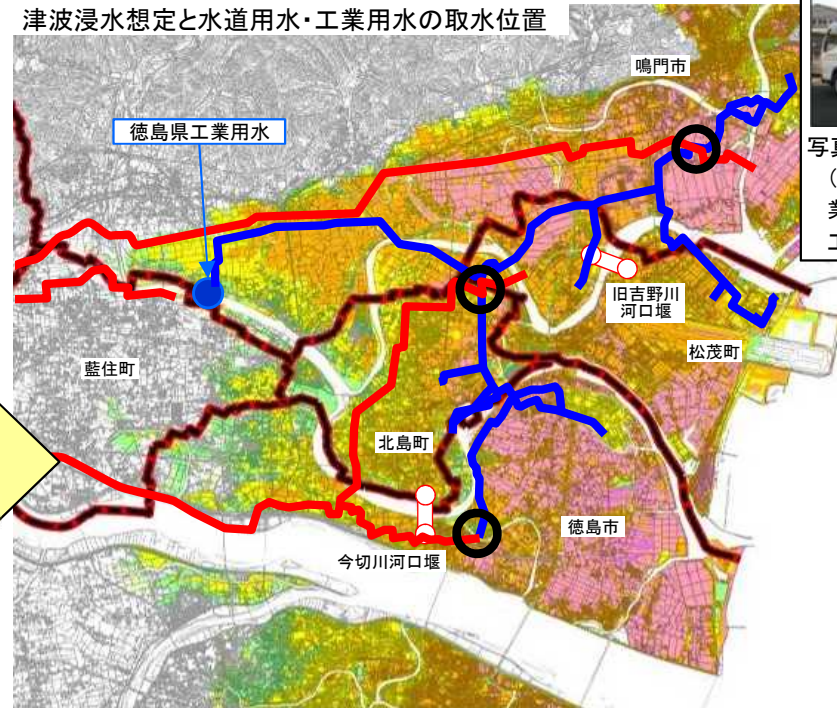 津波浸水想定と水道用水・工業用水の取水位置
鳴門市
徳島県工業用水
写真
（
業
工
旧吉野川
河口堰
松茂町
藍住町
北島町
徳島市
今切川河口堰